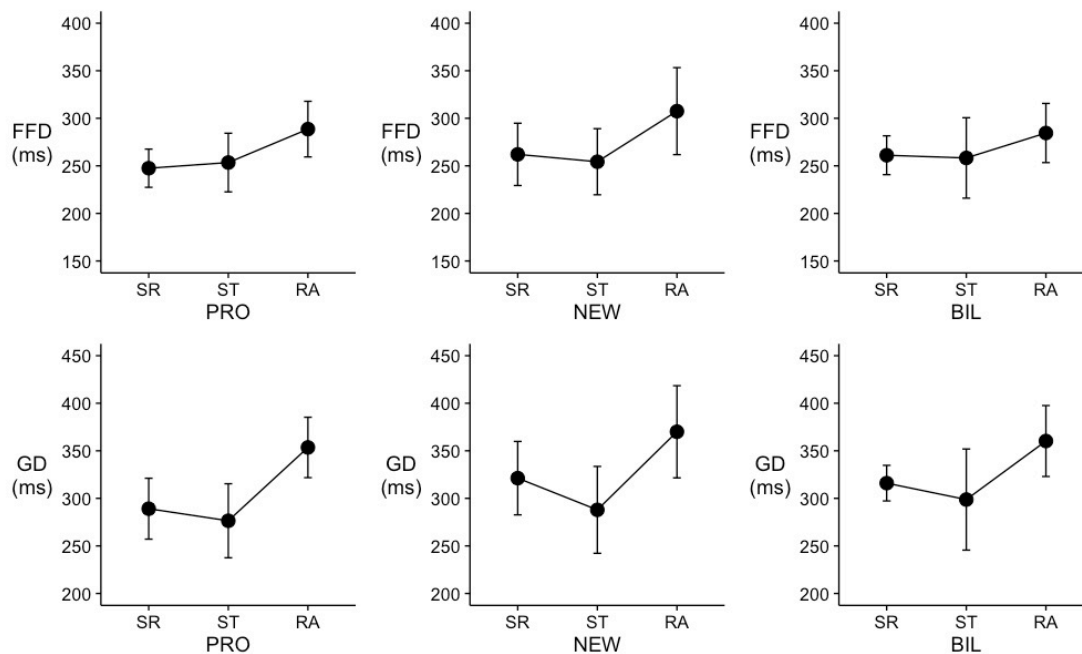 400 400 400
350 350 350
300 300 300
FFD FFD FFD
(ms) (ms) (ms)
250 250 250
200 200 200
150 150 150
SR ST RA SR ST RA SR ST RA
PRO NEW BIL
450 450 450
400 400 400
350 350 350
GD GD GD
(ms) (ms) (ms)
300 300 300
250 250 250
200 200 200
SR ST RA SR ST RA SR ST RA
PRO NEW BIL